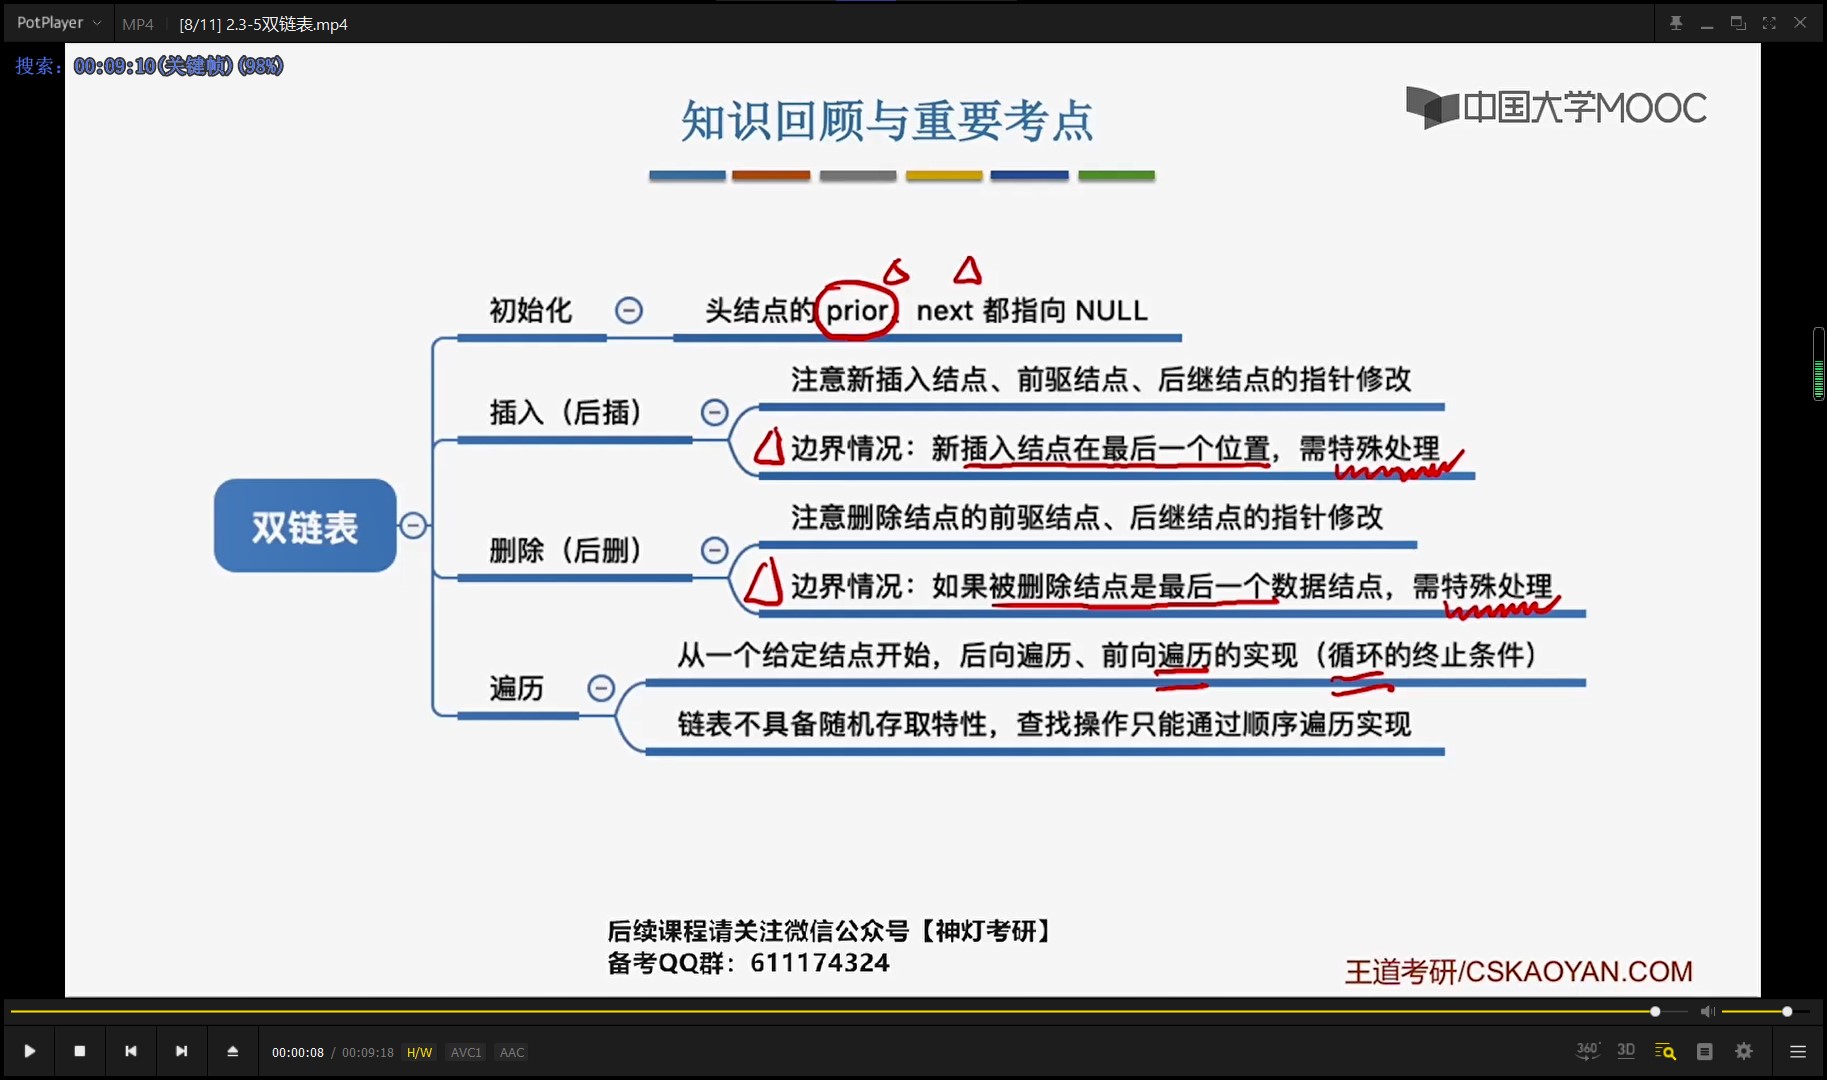 PotPlayer MP4 [8/11] 2.3-5双链表.mp4
搜索： 00:09:10(关键帧)(98%)
中国大学MOOC
知识回顾与重要考点
初始化 头结点的 prior、next 都指向 NULL
注意新插入结点、前驱结点、后继结点的指针修改
插入（后插）
边界情况：新插入结点在最后一个位置，需特殊处理
注意删除结点的前驱结点、后继结点的指针修改
双链表
删除（后删）
边界情况：如果被删除结点是最后一个数据结点，需特殊处理
从一个给定结点开始，后向遍历、前向遍历的实现（循环的终止条件）
遍历
链表不具备随机存取特性，查找操作只能通过顺序遍历实现
后续课程请关注微信公众号【神灯考研】
备考QQ群：611174324
王道考研/CSKAOYAN.COM
00:00:08 / 00:09:18 H/W AVC1 AAC 360° 3D